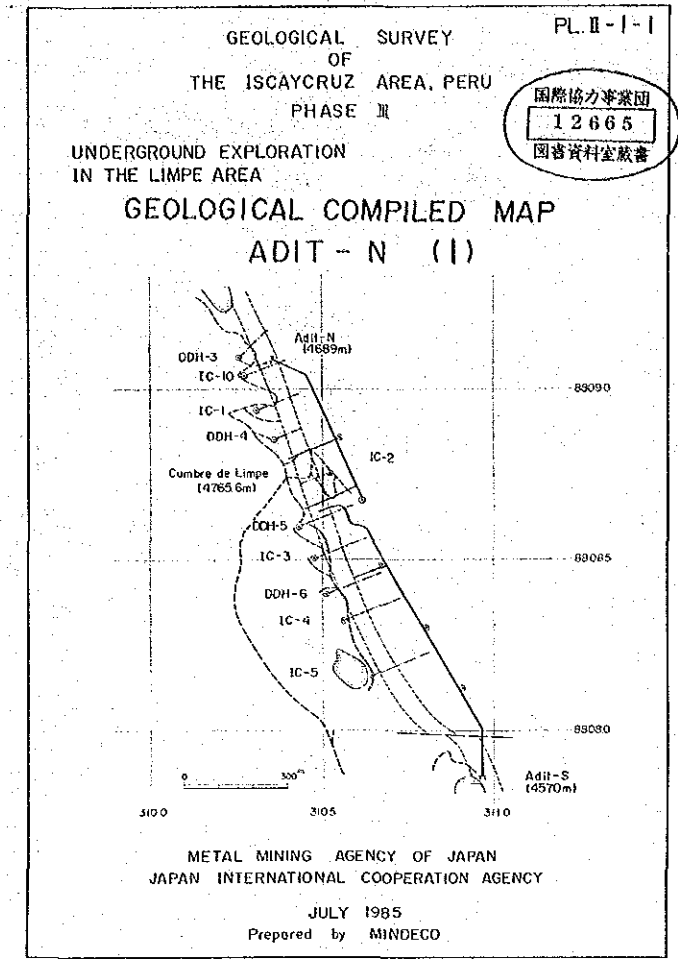 PL. II-1-1
GEOLOGICAL SURVEY
OF
THE ISCAYCRUZ AREA, PERU
PHASE III
国際協力事業団
12665
図書資料室蔵書
UNDERGROUND EXPLORATION
IN THE LIMPE AREA
GEOLOGICAL COMPILED MAP
ADIT-N (1)
Adit-N
(4689m)
DDH-3
IC-10
89090
IC-1
DDH-4
IC-2
Cumbre de Limpe
(4765.6m)
DDH-5
IC-3
89085
DDH-6
IC-4
IC-5
89080
0 300m
Adit-S
(4570m)
3100 3105 3110
METAL MINING AGENCY OF JAPAN
JAPAN INTERNATIONAL COOPERATION AGENCY
JULY 1985
Prepared by MINDECO